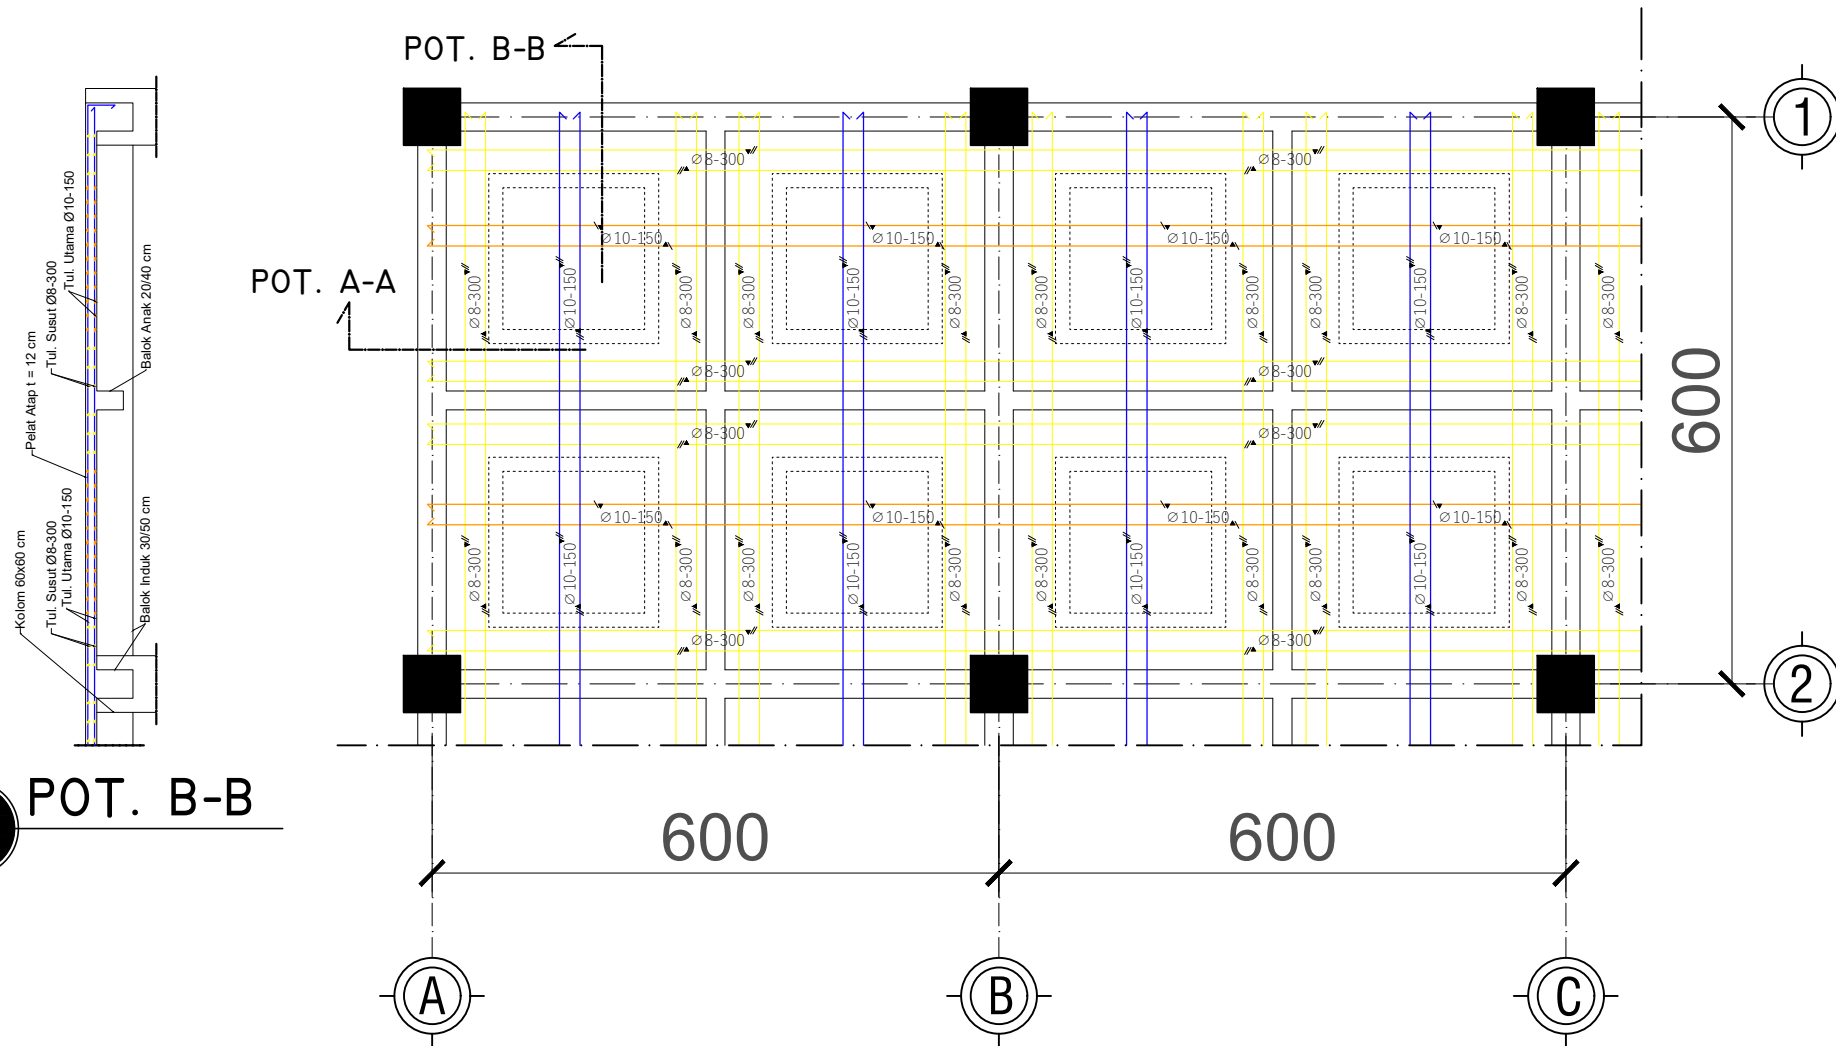 POT. B-B
1
Ø8-300
Ø8-300
Ø10-150
Ø10-150
Ø10-150
Ø10-150
POT. A-A
Ø8-300
Ø10-150
Ø8-300
Ø8-300
Ø10-150
Ø8-300
Ø8-300
Ø10-150
Ø8-300
Ø8-300
Ø10-150
Ø8-300
Ø8-300
Ø8-300
Ø8-300
600
Ø8-300
Ø8-300
Ø10-150
Ø10-150
Ø10-150
Ø10-150
Ø8-300
Ø10-150
Ø8-300
Ø8-300
Ø10-150
Ø8-300
Ø8-300
Ø10-150
Ø8-300
Ø8-300
Ø10-150
Ø8-300
Ø8-300
Ø8-300
Ø8-300
2
Kolom 60x60 cm
Pelat Atap t = 12 cm
Tul. Susut Ø8-300
Tul. Utama Ø10-150
Tul. Susut Ø8-300
Tul. Utama Ø10-150
Balok Anak 20/40 cm
Balok Induk 30/50 cm
POT. B-B
600
600
A
B
C